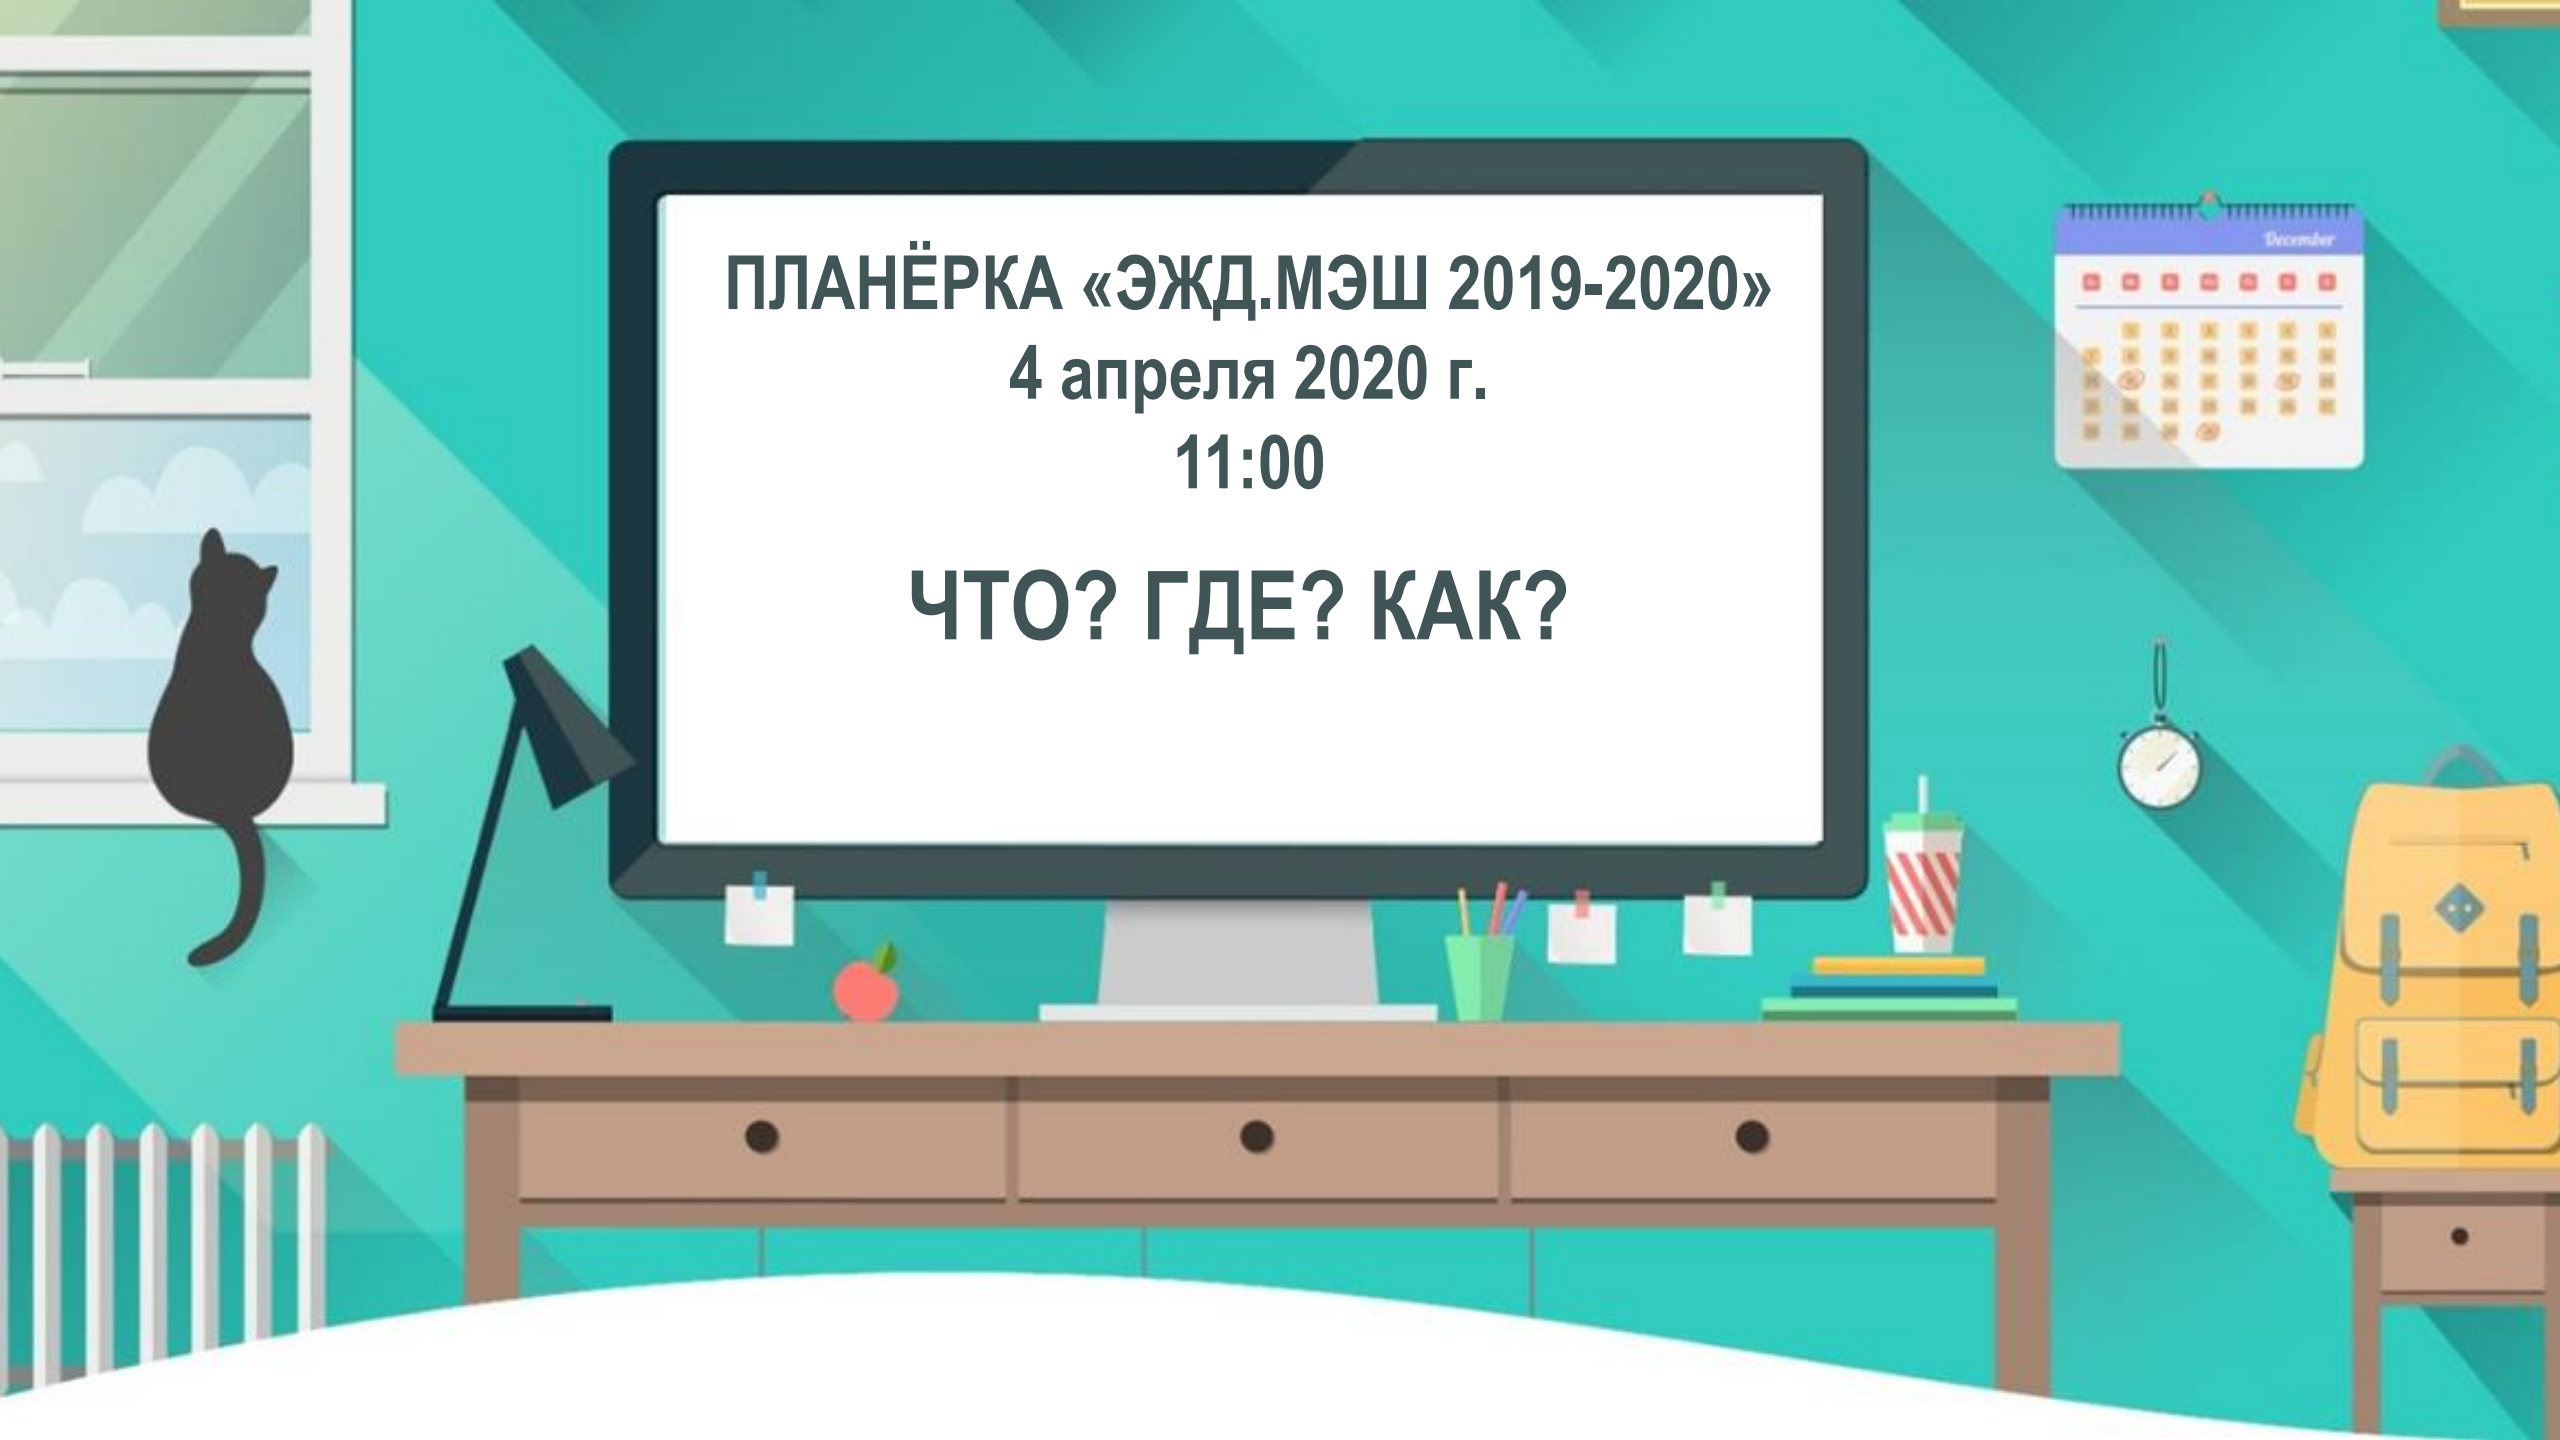 ПЛАНЁРКА «ЭЖД.МЭШ 2019-2020»
4 апреля 2020 г.
11:00
ЧТО? ГДЕ? КАК?
December